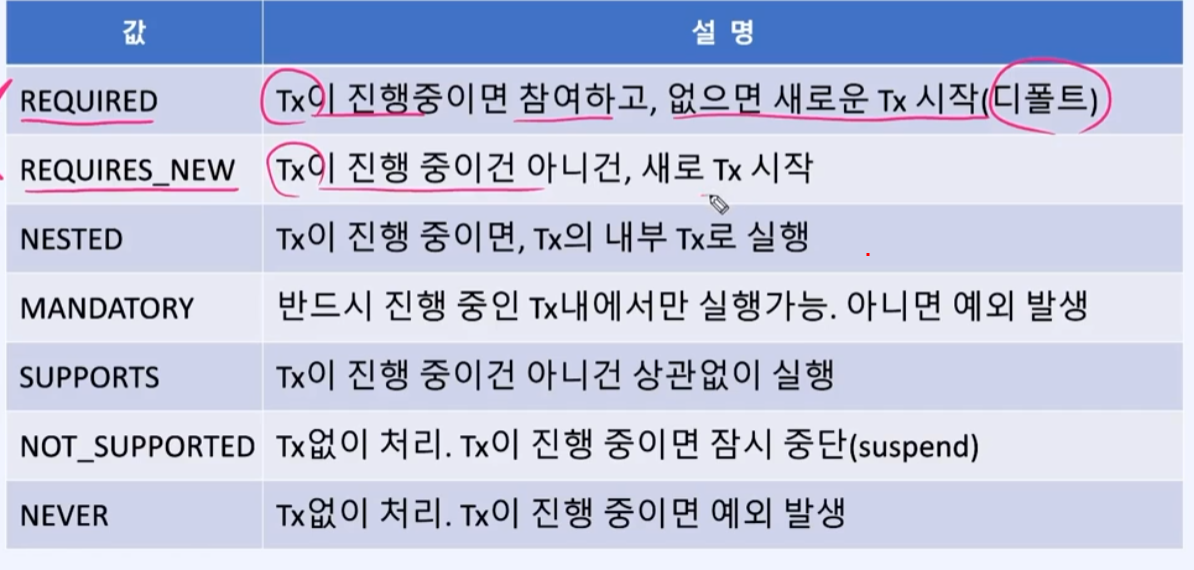 값 설 명
REQUIRED Tx이 진행중이면 참여하고, 없으면 새로운 Tx 시작(디폴트)
REQUIRES_NEW Tx이 진행 중이건 아니건, 새로 Tx 시작
NESTED Tx이 진행 중이면, Tx의 내부 Tx로 실행
MANDATORY 반드시 진행 중인 Tx내에서만 실행가능. 아니면 예외 발생
SUPPORTS Tx이 진행 중이건 아니건 상관없이 실행
NOT_SUPPORTED Tx없이 처리. Tx이 진행 중이면 잠시 중단(suspend)
NEVER Tx없이 처리. Tx이 진행 중이면 예외 발생